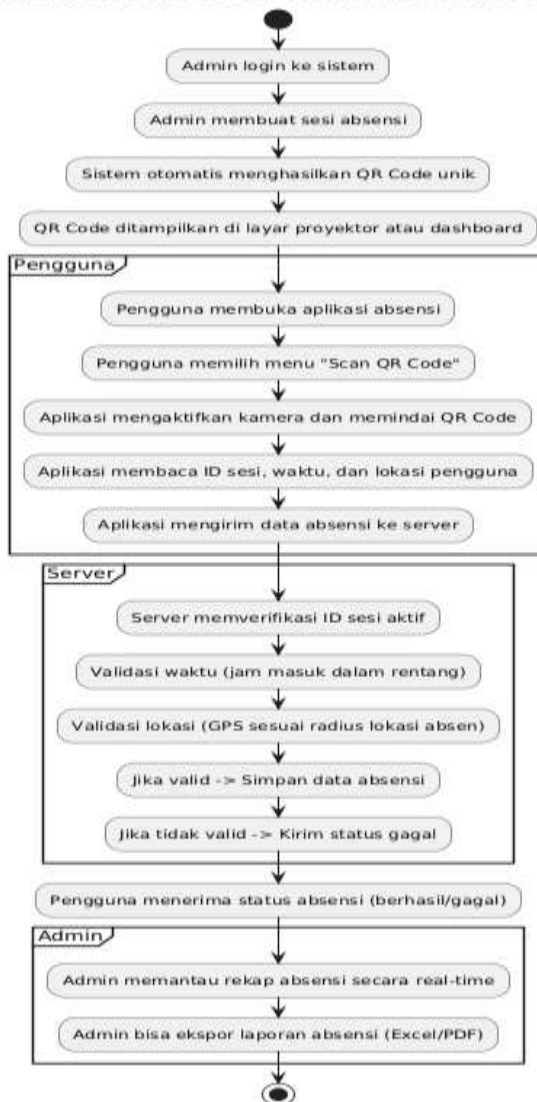 Admin login ke sistem
Admin membuat sesi absensi
Sistem otomatis menghasilkan QR Code unik
QR Code ditampilkan di layar proyektor atau dashboard
Pengguna
Pengguna membuka aplikasi absensi
Pengguna memilih menu "Scan QR Code"
Aplikasi mengaktifkan kamera dan memindai QR Code
Aplikasi membaca ID sesi, waktu, dan lokasi pengguna
Aplikasi mengirim data absensi ke server
Server
Server memverifikasi ID sesi aktif
Validasi waktu (jam masuk dalam rentang)
Validasi lokasi (GPS sesuai radius lokasi absen)
Jika valid -> Simpan data absensi
Jika tidak valid -> Kirim status gagal
Pengguna menerima status absensi (berhasil/gagal)
Admin
Admin memantau rekap absensi secara real-time
Admin bisa ekspor laporan absensi (Excel/PDF)